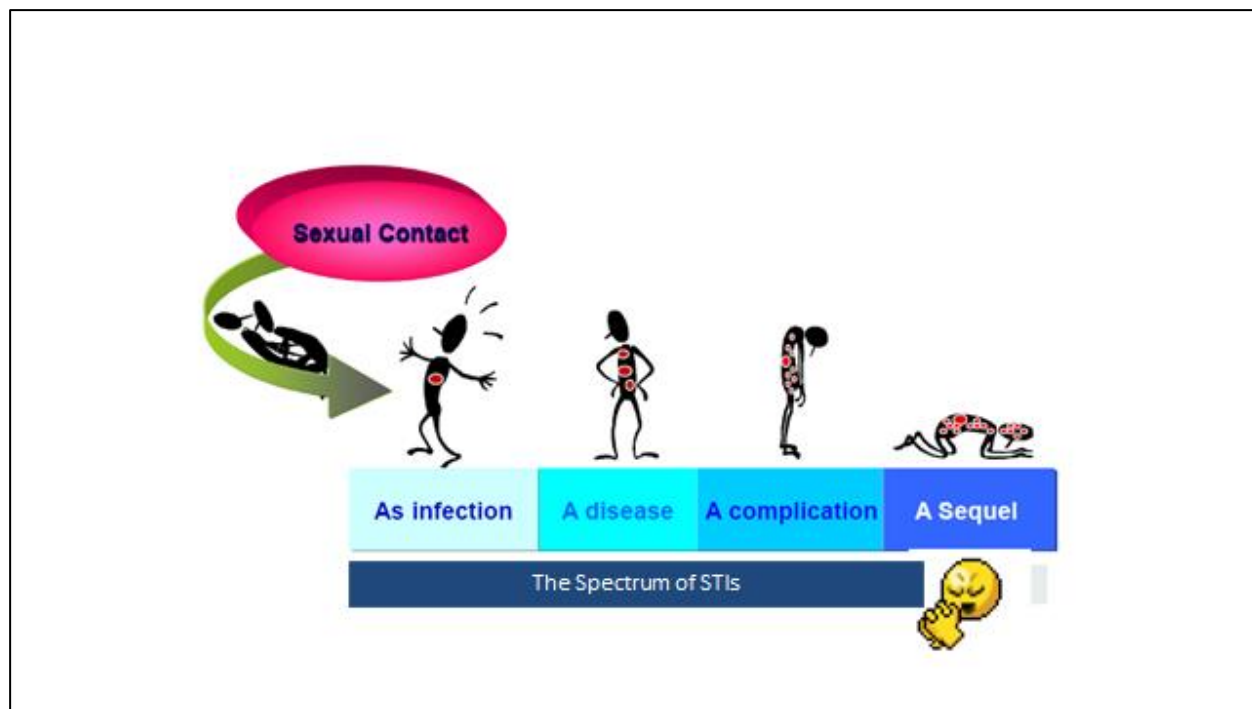 Sexual Contact
As infection
A disease
A complication
A Sequel
The Spectrum of STIs